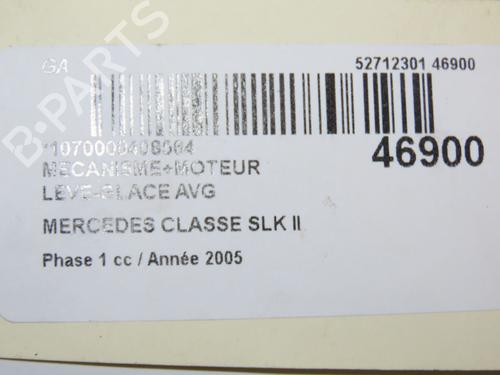 GA
52712301 46900
*1070000408564
46900
MECANISME+MOTEUR
LEVE-GLACE AVG
MERCEDES CLASSE SLK II
Phase 1 cc / Année 2005
B-PARTS